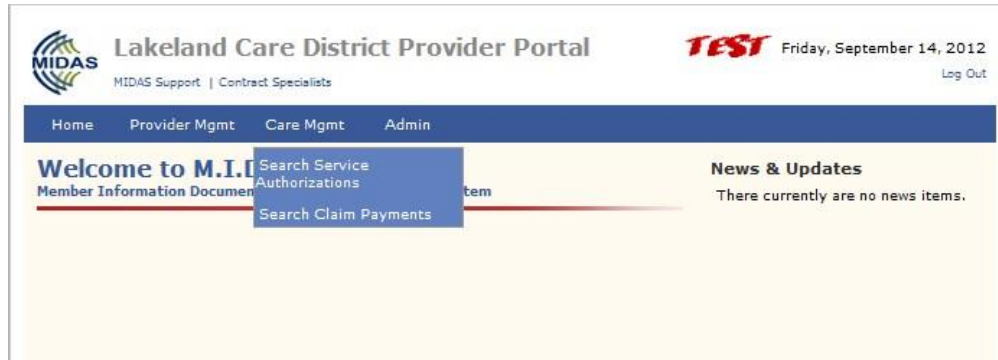 MIDAS
Lakeland Care District Provider Portal
TEST Friday, September 14, 2012
MIDAS Support | Contract Specialists
Log Out
Home Provider Mgmt Care Mgmt Admin
Welcome to M.I.
Search Service
Authorizations
Search Claim Payments
Member Information
News & Updates
There currently are no news items.